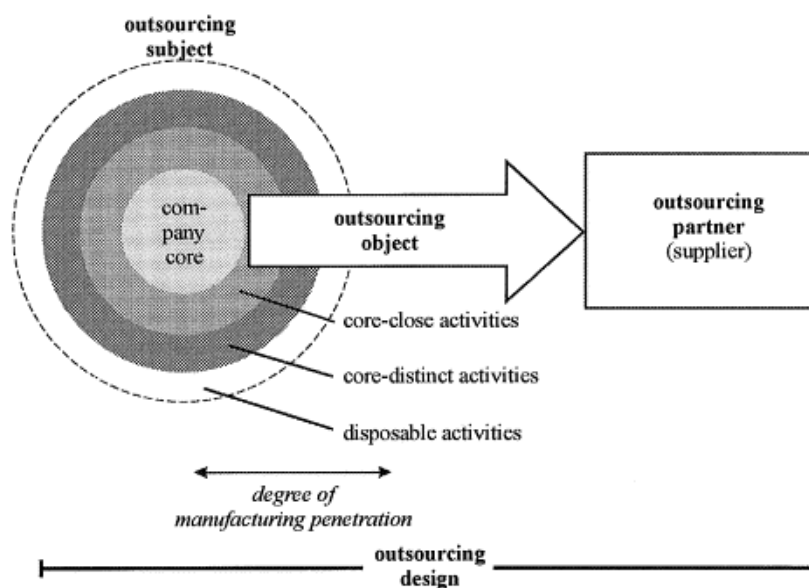 outsourcing
subject
com-
pany
core
outsourcing
object
outsourcing
partner
(supplier)
core-close activities
core-distinct activities
disposable activities
degree of
manufacturing penetration
outsourcing
design